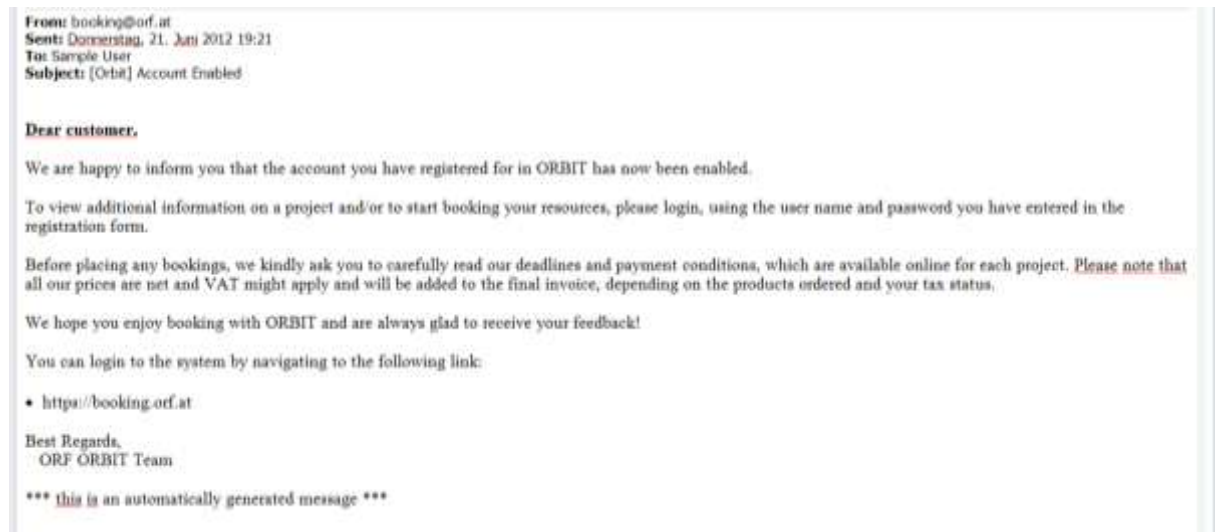 From: booking@orf.at
Sent: Donnerstag, 21. Juni 2012 19:21
To: Sample User
Subject: [Orbit] Account Enabled
Dear customer,
We are happy to inform you that the account you have registered for in ORBIT has now been enabled.
To view additional information on a project and/or to start booking your resources, please login, using the user name and password you have entered in the
registration form.
Before placing any bookings, we kindly ask you to carefully read our deadlines and payment conditions, which are available online for each project. Please note that
all our prices are net and VAT might apply and will be added to the final invoice, depending on the products ordered and your tax status.
We hope you enjoy booking with ORBIT and are always glad to receive your feedback!
You can login to the system by navigating to the following link:
• https://booking.orf.at
Best Regards,
ORF ORBIT Team
*** this is an automatically generated message ***